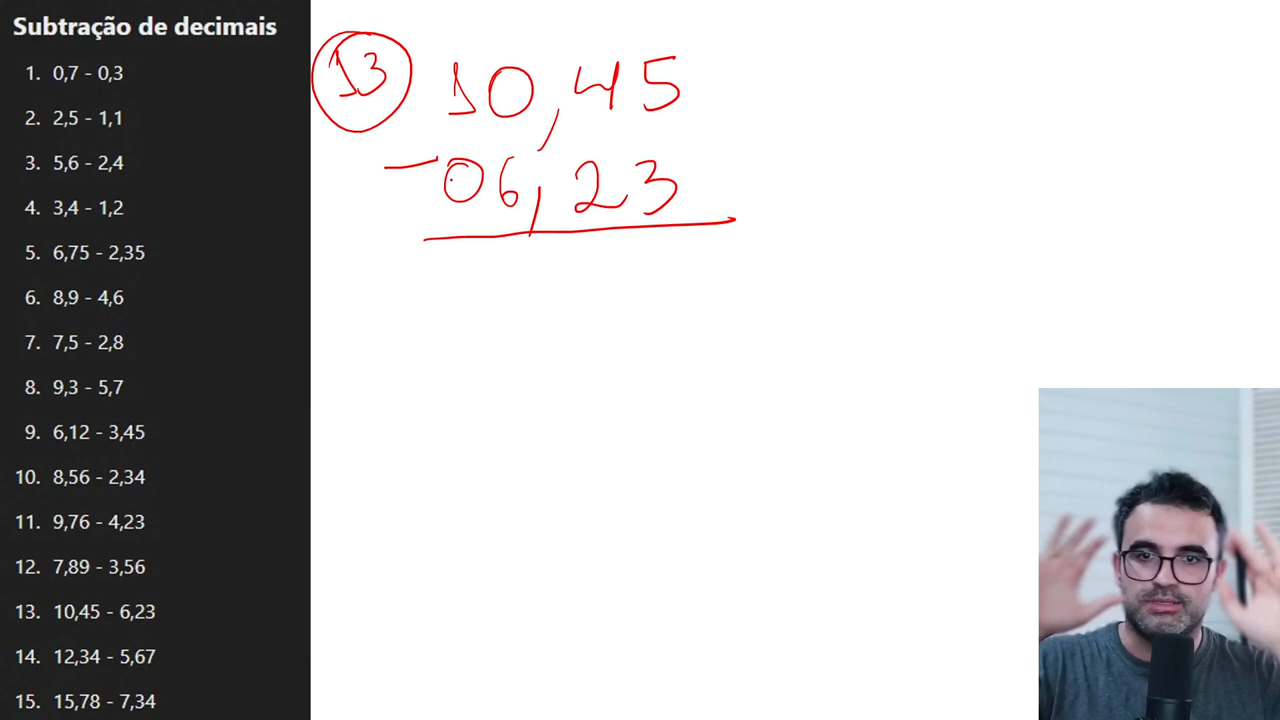 Subtração de decimais
1. 0,7 - 0,3
2. 2,5 - 1,1
3. 5,6 - 2,4
4. 3,4 - 1,2
5. 6,75 - 2,35
6. 8,9 - 4,6
7. 7,5 - 2,8
8. 9,3 - 5,7
9. 6,12 - 3,45
10. 8,56 - 2,34
11. 9,76 - 4,23
12. 7,89 - 3,56
13. 10,45 - 6,23
14. 12,34 - 5,67
15. 15,78 - 7,34
13
10,45
- 06,23